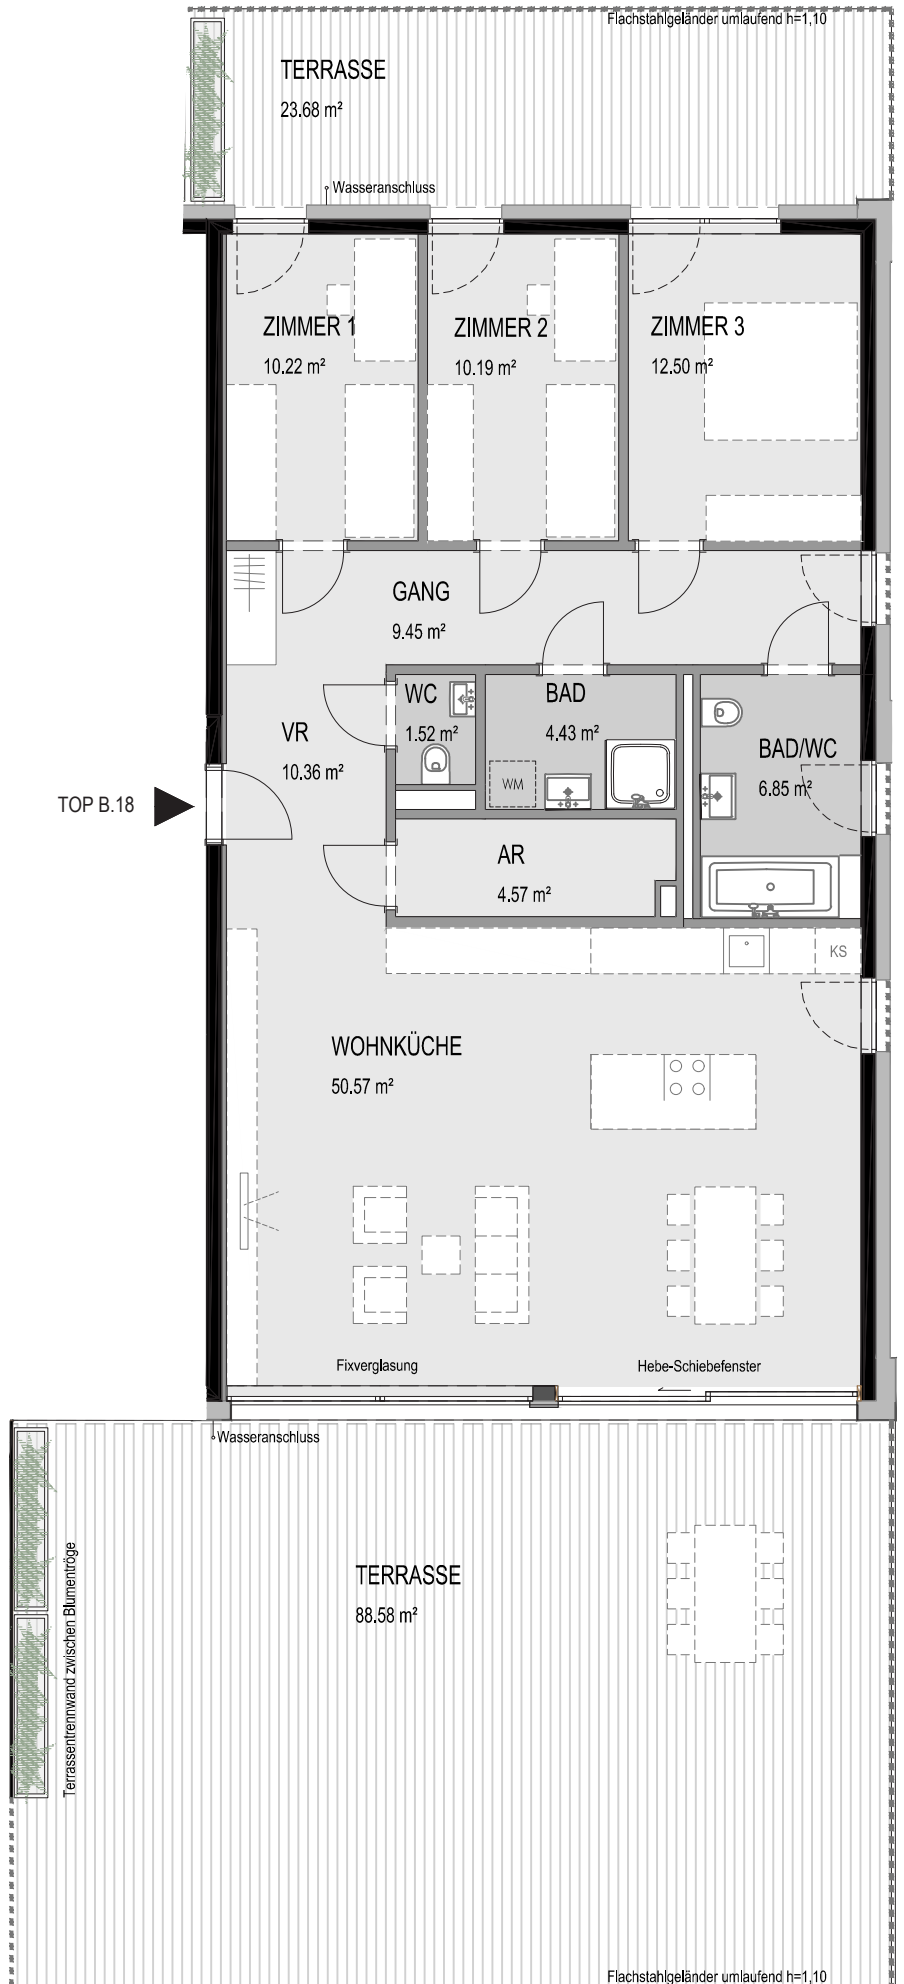 Flachstahlgeländer umlaufend h=1,10
TERRASSE
23.68 m²
Wasseranschluss
ZIMMER 1
10.22 m²
ZIMMER 2
10.19 m²
ZIMMER 3
12.50 m²
GANG
9.45 m²
WC
1.52 m²
BAD
4.43 m²
WM
VR
10.36 m²
BAD/WC
6.85 m²
TOP B.18
AR
4.57 m²
KS
WOHNKÜCHE
50.57 m²
Fixverglasung
Hebe-Schiebefenster
Wasseranschluss
Terrassentrennwand zwischen Blumentröge
TERRASSE
88.58 m²
Flachstahlgeländer umlaufend h=1,10